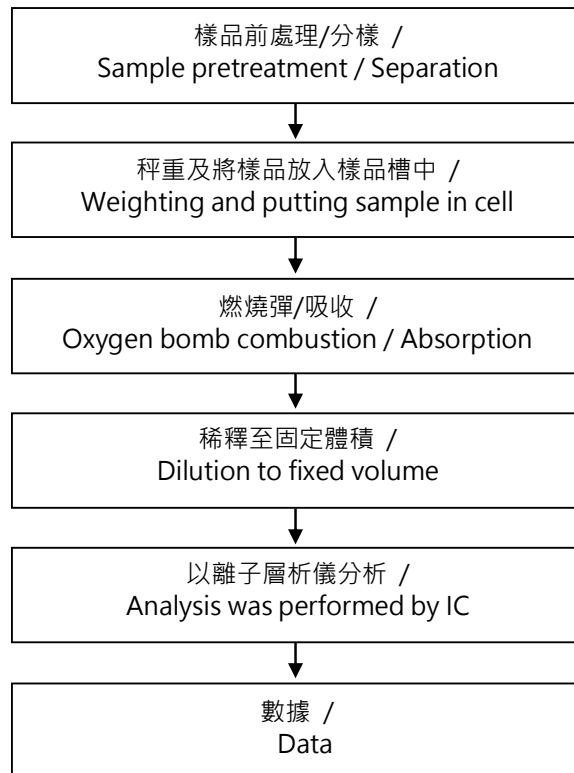 樣品前處理/分樣 /
Sample pretreatment / Separation
秤重及將樣品放入樣品槽中 /
Weighting and putting sample in cell
燃燒彈/吸收 /
Oxygen bomb combustion / Absorption
稀釋至固定體積 /
Dilution to fixed volume
以離子層析儀分析 /
Analysis was performed by IC
數據 /
Data